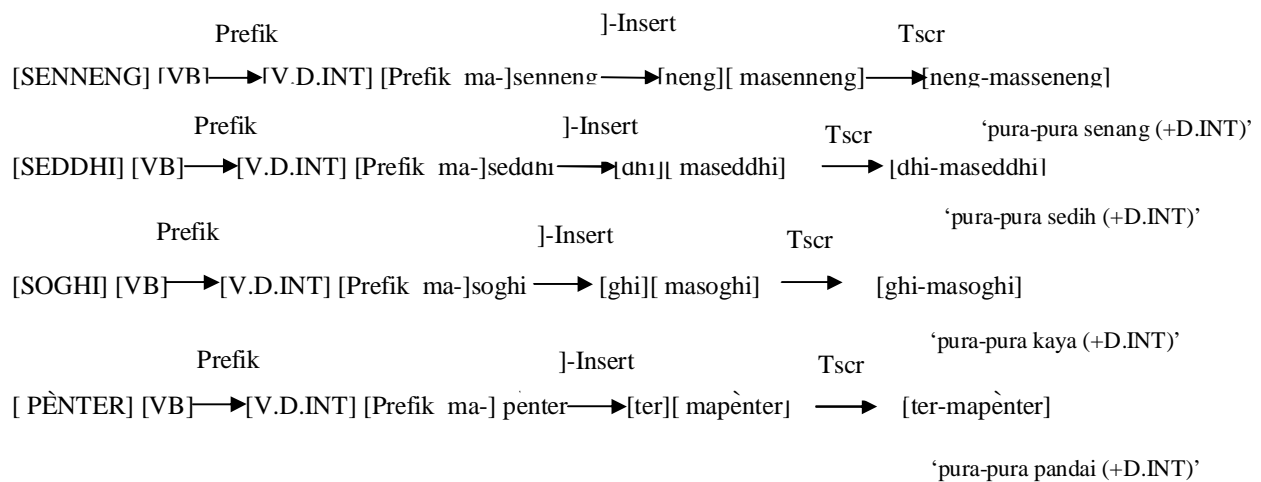 Prefik ]-Insert Tscr
[SENNENG] [VB] [V.D.INT] [Prefik ma-]senneng [neng][ masenneng] [neng-masseneng]
‘pura-pura senang (+D.INT)’
Prefik ]-Insert Tscr
[SEDDHI] [VB] [V.D.INT] [Prefik ma-]seddhi [dhi][ maseddhi] [dhi-maseddhi]
‘pura-pura sedih (+D.INT)’
Prefik ]-Insert Tscr
[SOGHI] [VB] [V.D.INT] [Prefik ma-]soghi [ghi][ masoghi] [ghi-masoghi]
‘pura-pura kaya (+D.INT)’
Prefik ]-Insert Tscr
[ PÈNTER] [VB] [V.D.INT] [Prefik ma-] pènter [ter][ mapènter] [ter-mapènter]
‘pura-pura pandai (+D.INT)’